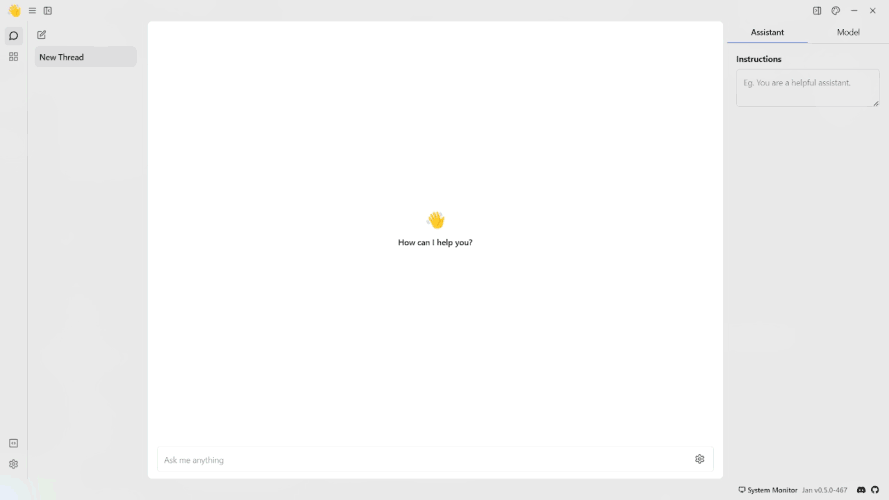 Assistant
Model
New Thread
Instructions
Eg. You are a helpful assistant.
How can I help you?
Ask me anything
System Monitor
Jan v0.5.0-467